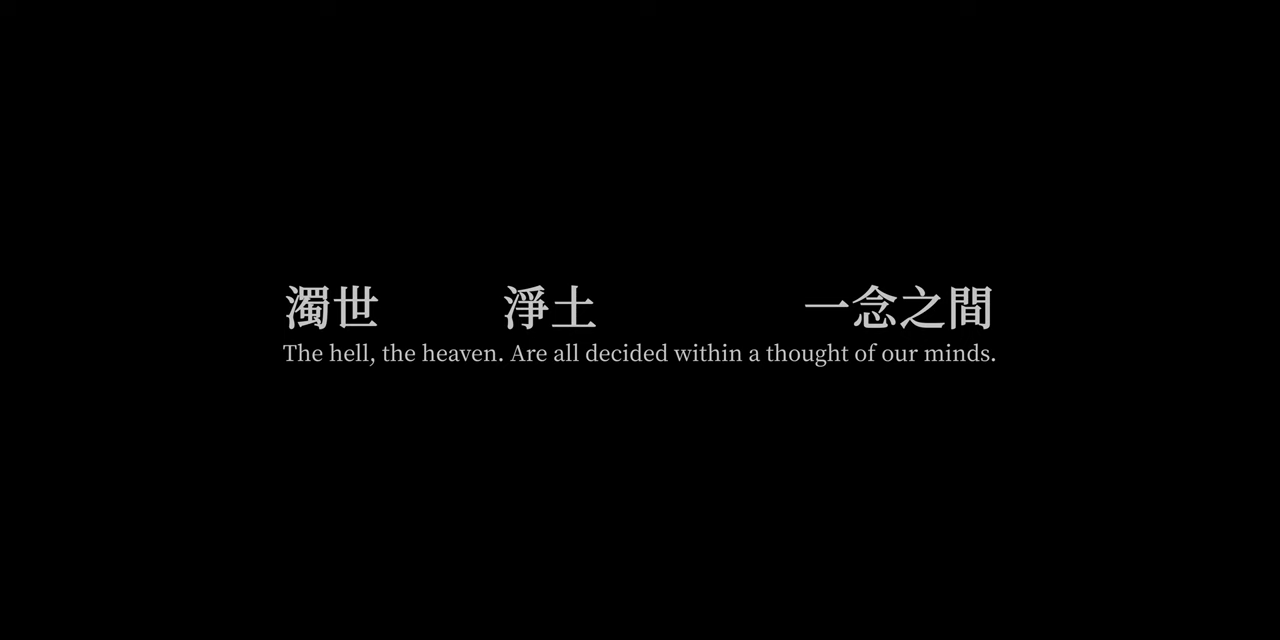 濁世 淨土 一念之間
The hell, the heaven. Are all decided within a thought of our minds.